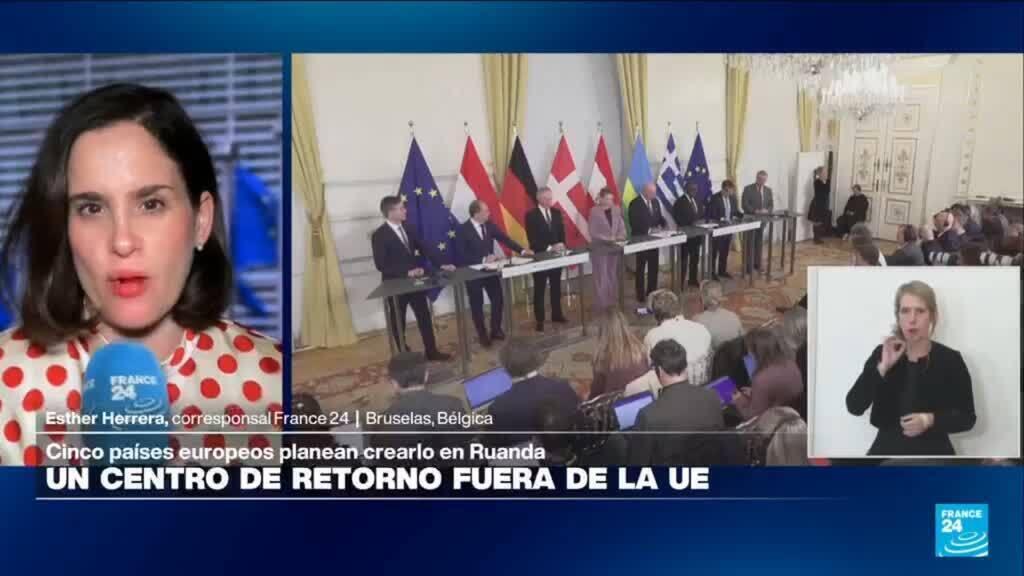 FRANCE
24
Esther Herrera, corresponsal France 24 | Bruselas, Bélgica
Cinco países europeos planean crearlo en Ruanda
UN CENTRO DE RETORNO FUERA DE LA UE
FRANCE
24